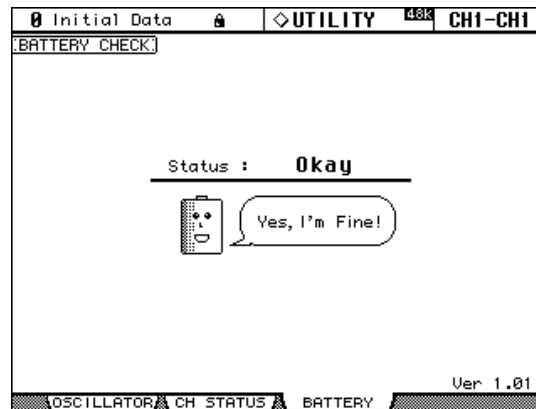 0 Initial Data ◇UTILITY 48k CH1-CH1
BATTERY CHECK
Status : Okay
Yes, I'm Fine!
Ver 1.01
OSCILLATOR CH STATUS BATTERY